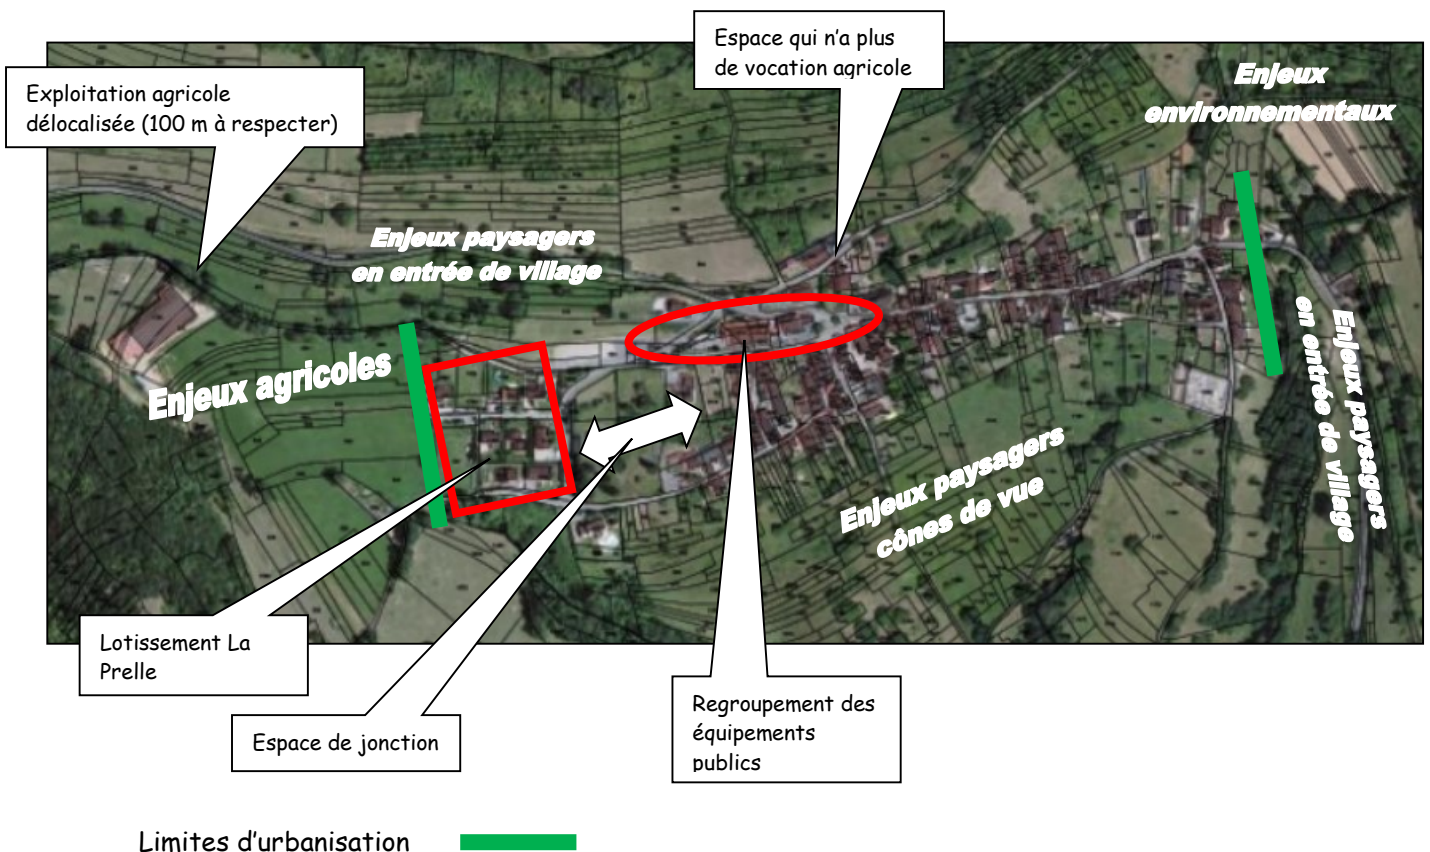 Espace qui n'a plus
de vocation agricole
Exploitation agricole
délocalisée (100 m à respecter)
Enjeux
environnementaux
Enjeux paysagers
en entrée de village
Enjeux agricoles
Enjeux paysagers
en entrée de village
Enjeux paysagers
cônes de vue
Lotissement La
Prelle
Espace de jonction
Regroupement des
équipements
publics
Limites d'urbanisation